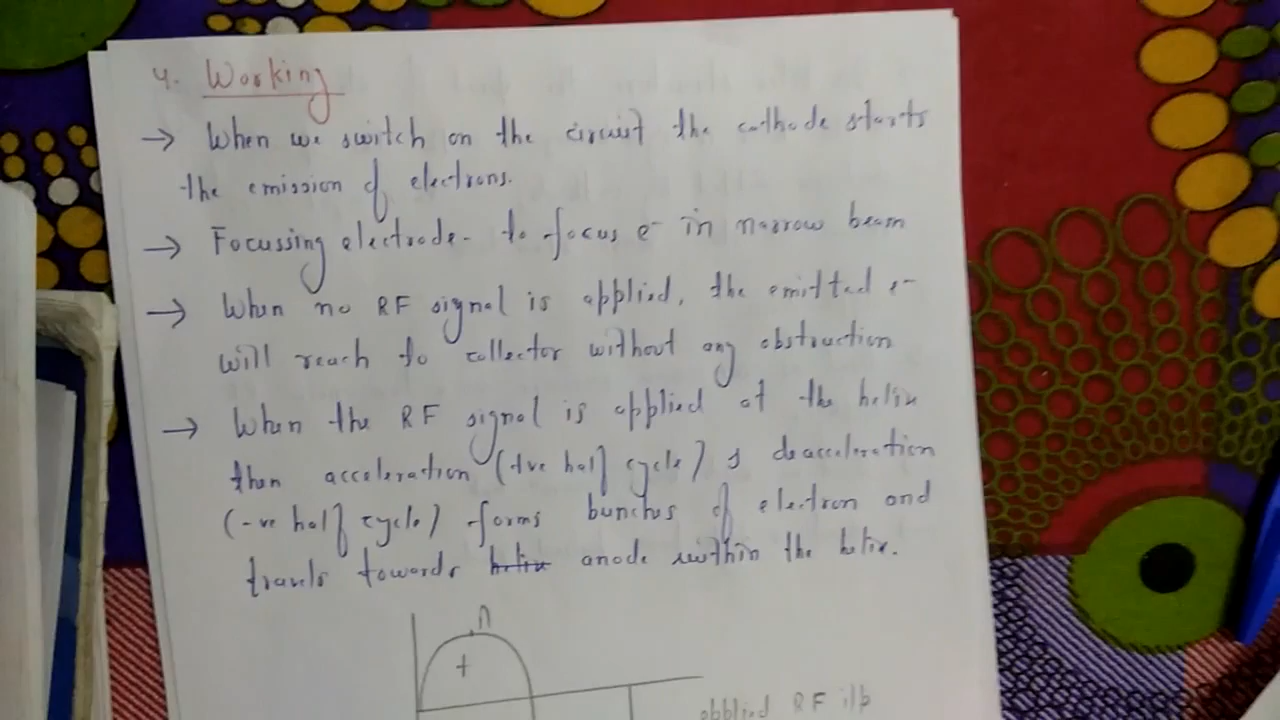 4. Working
→ When we switch on the circuit the cathode starts
the emission of electrons.
→ Focussing electrode - to focus e- in narrow beam
→ When no RF signal is applied, the emitted e-
will reach to collector without any obstruction
→ When the RF signal is applied at the helix
then acceleration (+ve half cycle) & deacceleration
(-ve half cycle) forms bunches of electron and
travels towards helix anode within the helix.
+
applied RF i/p